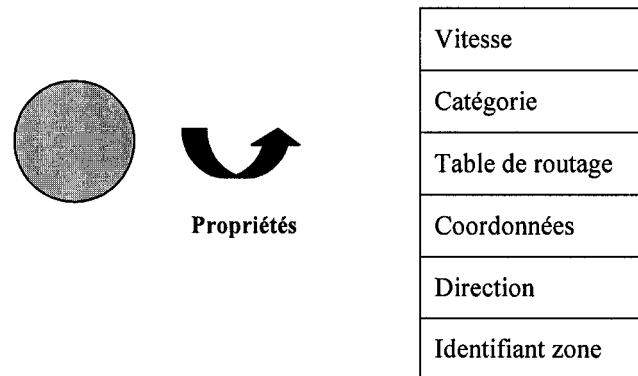 Propriétés
Vitesse
Catégorie
Table de routage
Coordonnées
Direction
Identifiant zone